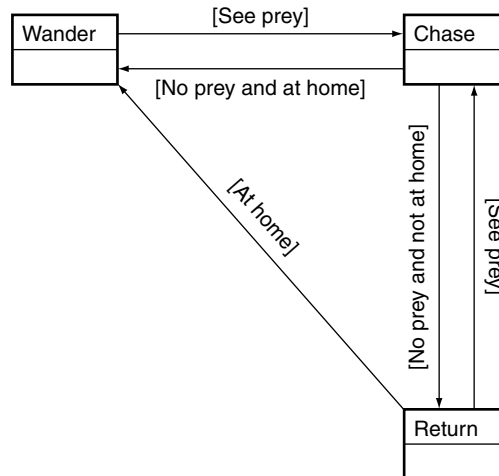 Wander
[See prey]
Chase
[No prey and at home]
[At home]
[No prey and not at home]
[See prey]
Return